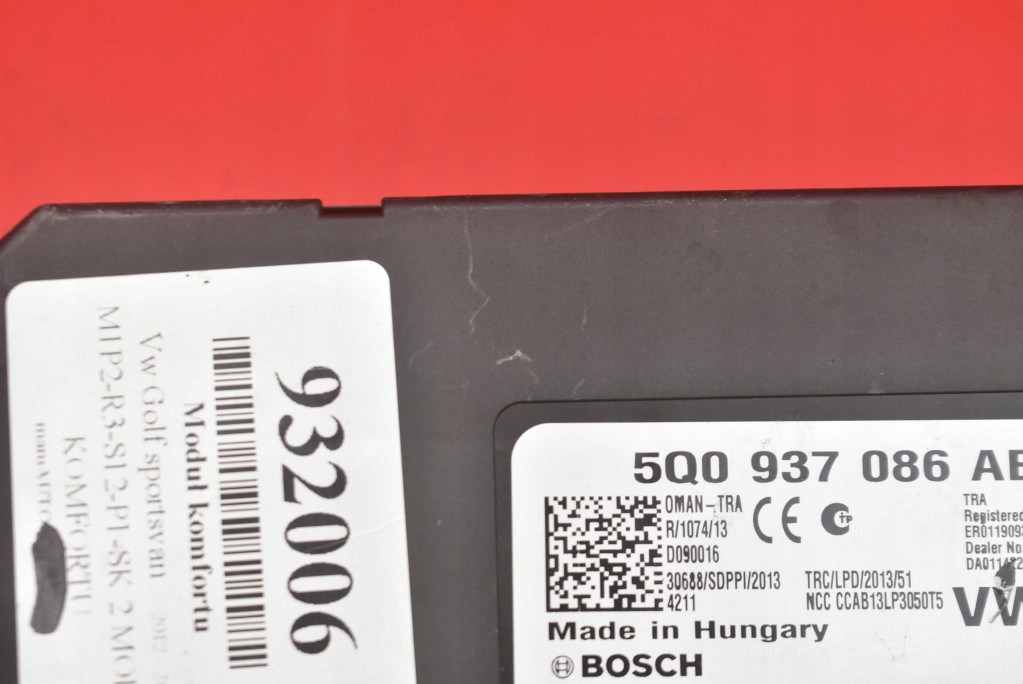 932006
Modul komfortu
Vw Golf sportsvan
M1P2-R3-S12-P1-SK 2
KOMFORTU
5Q0 937 086
OMAN-TRA
R/1074/13
D090016
30688/SDPPI/2013
4211
TRC/LPD/2013/51
NCC CCAB13LP3050T5
TRA
Registered
Dealer No
VW
Made in Hungary
BOSCH